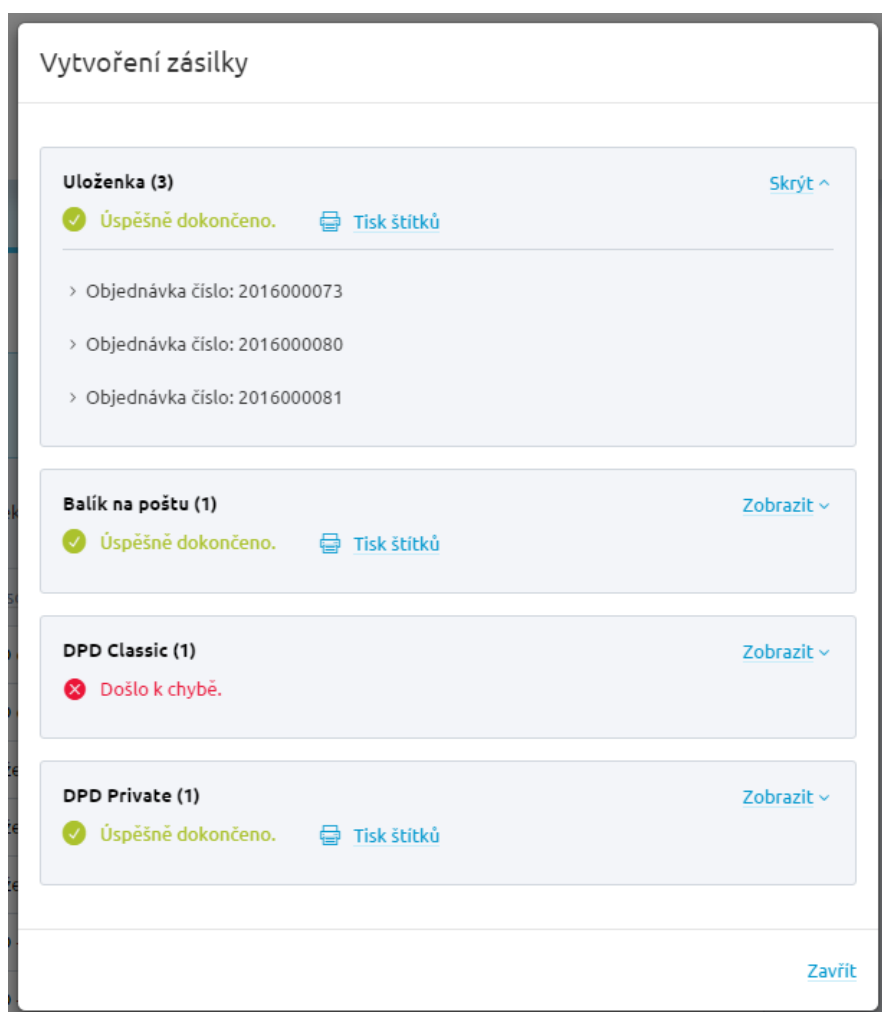 Vytvoření zásilky
Uloženka (3) Skrýt
Úspěšně dokončeno. Tisk štítků
Objednávka číslo: 2016000073
Objednávka číslo: 2016000080
Objednávka číslo: 2016000081
Balík na poštu (1) Zobrazit
Úspěšně dokončeno. Tisk štítků
DPD Classic (1) Zobrazit
Došlo k chybě.
DPD Private (1) Zobrazit
Úspěšně dokončeno. Tisk štítků
Zavřít